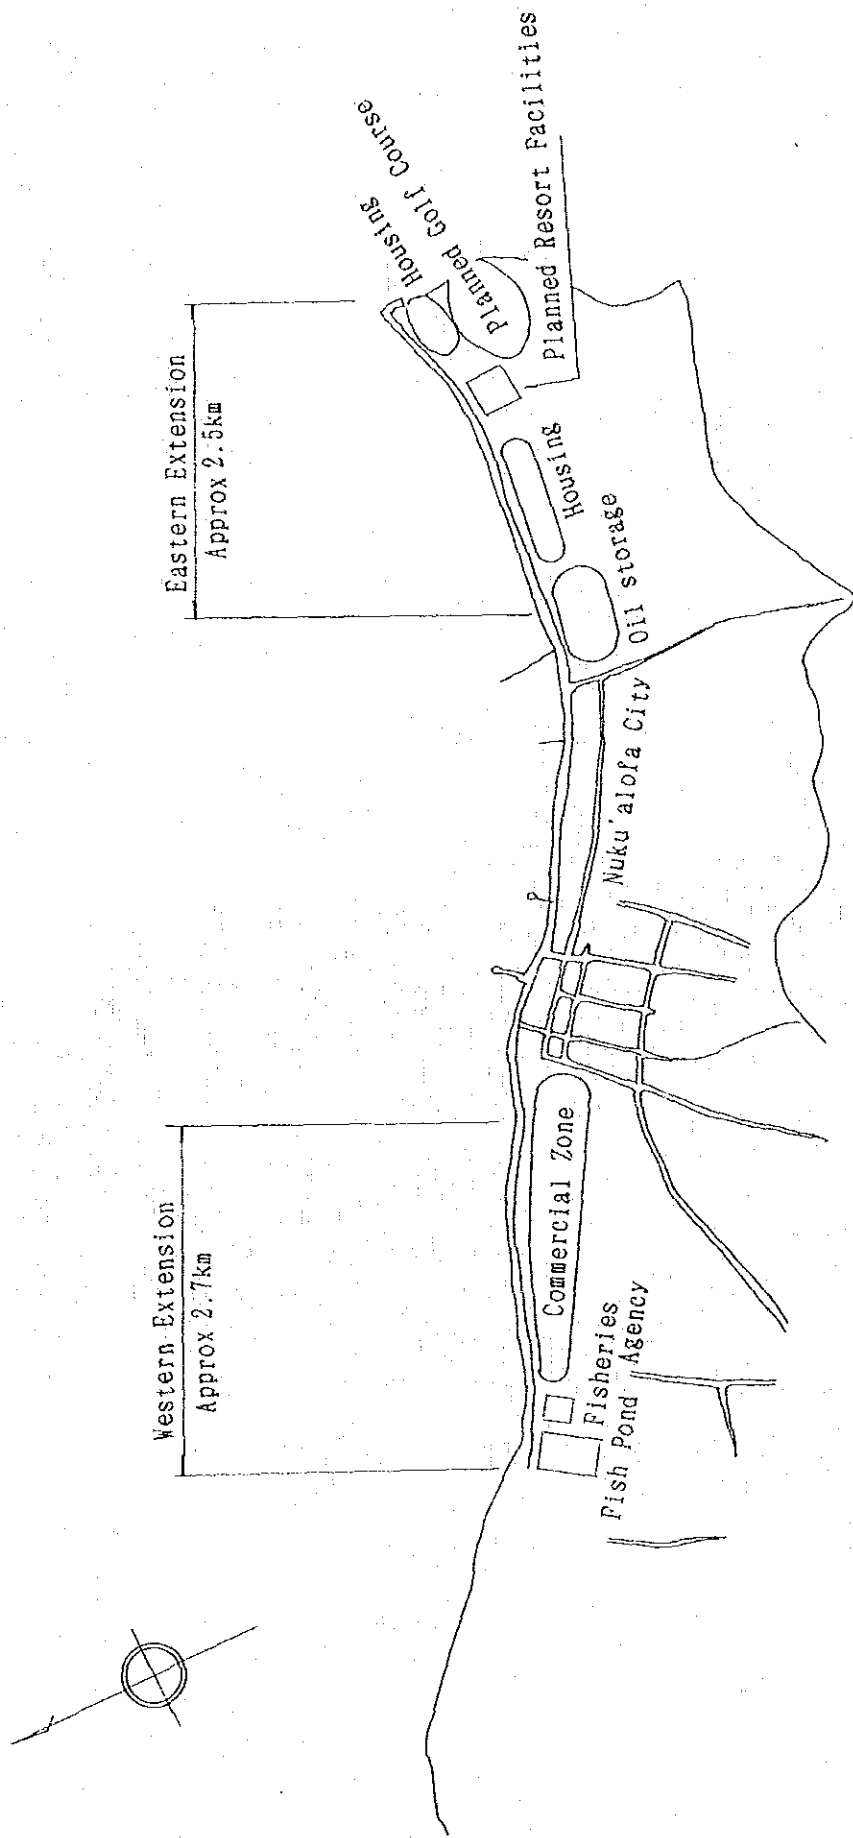 Western Extension
Approx 2.7km
Eastern Extension
Approx 2.5km
Fish Pond
Fisheries
Agency
Commercial Zone
Nuku'alofa City
Oil storage
Housing
Planned Resort Facilities
Housing
Planned Golf Course